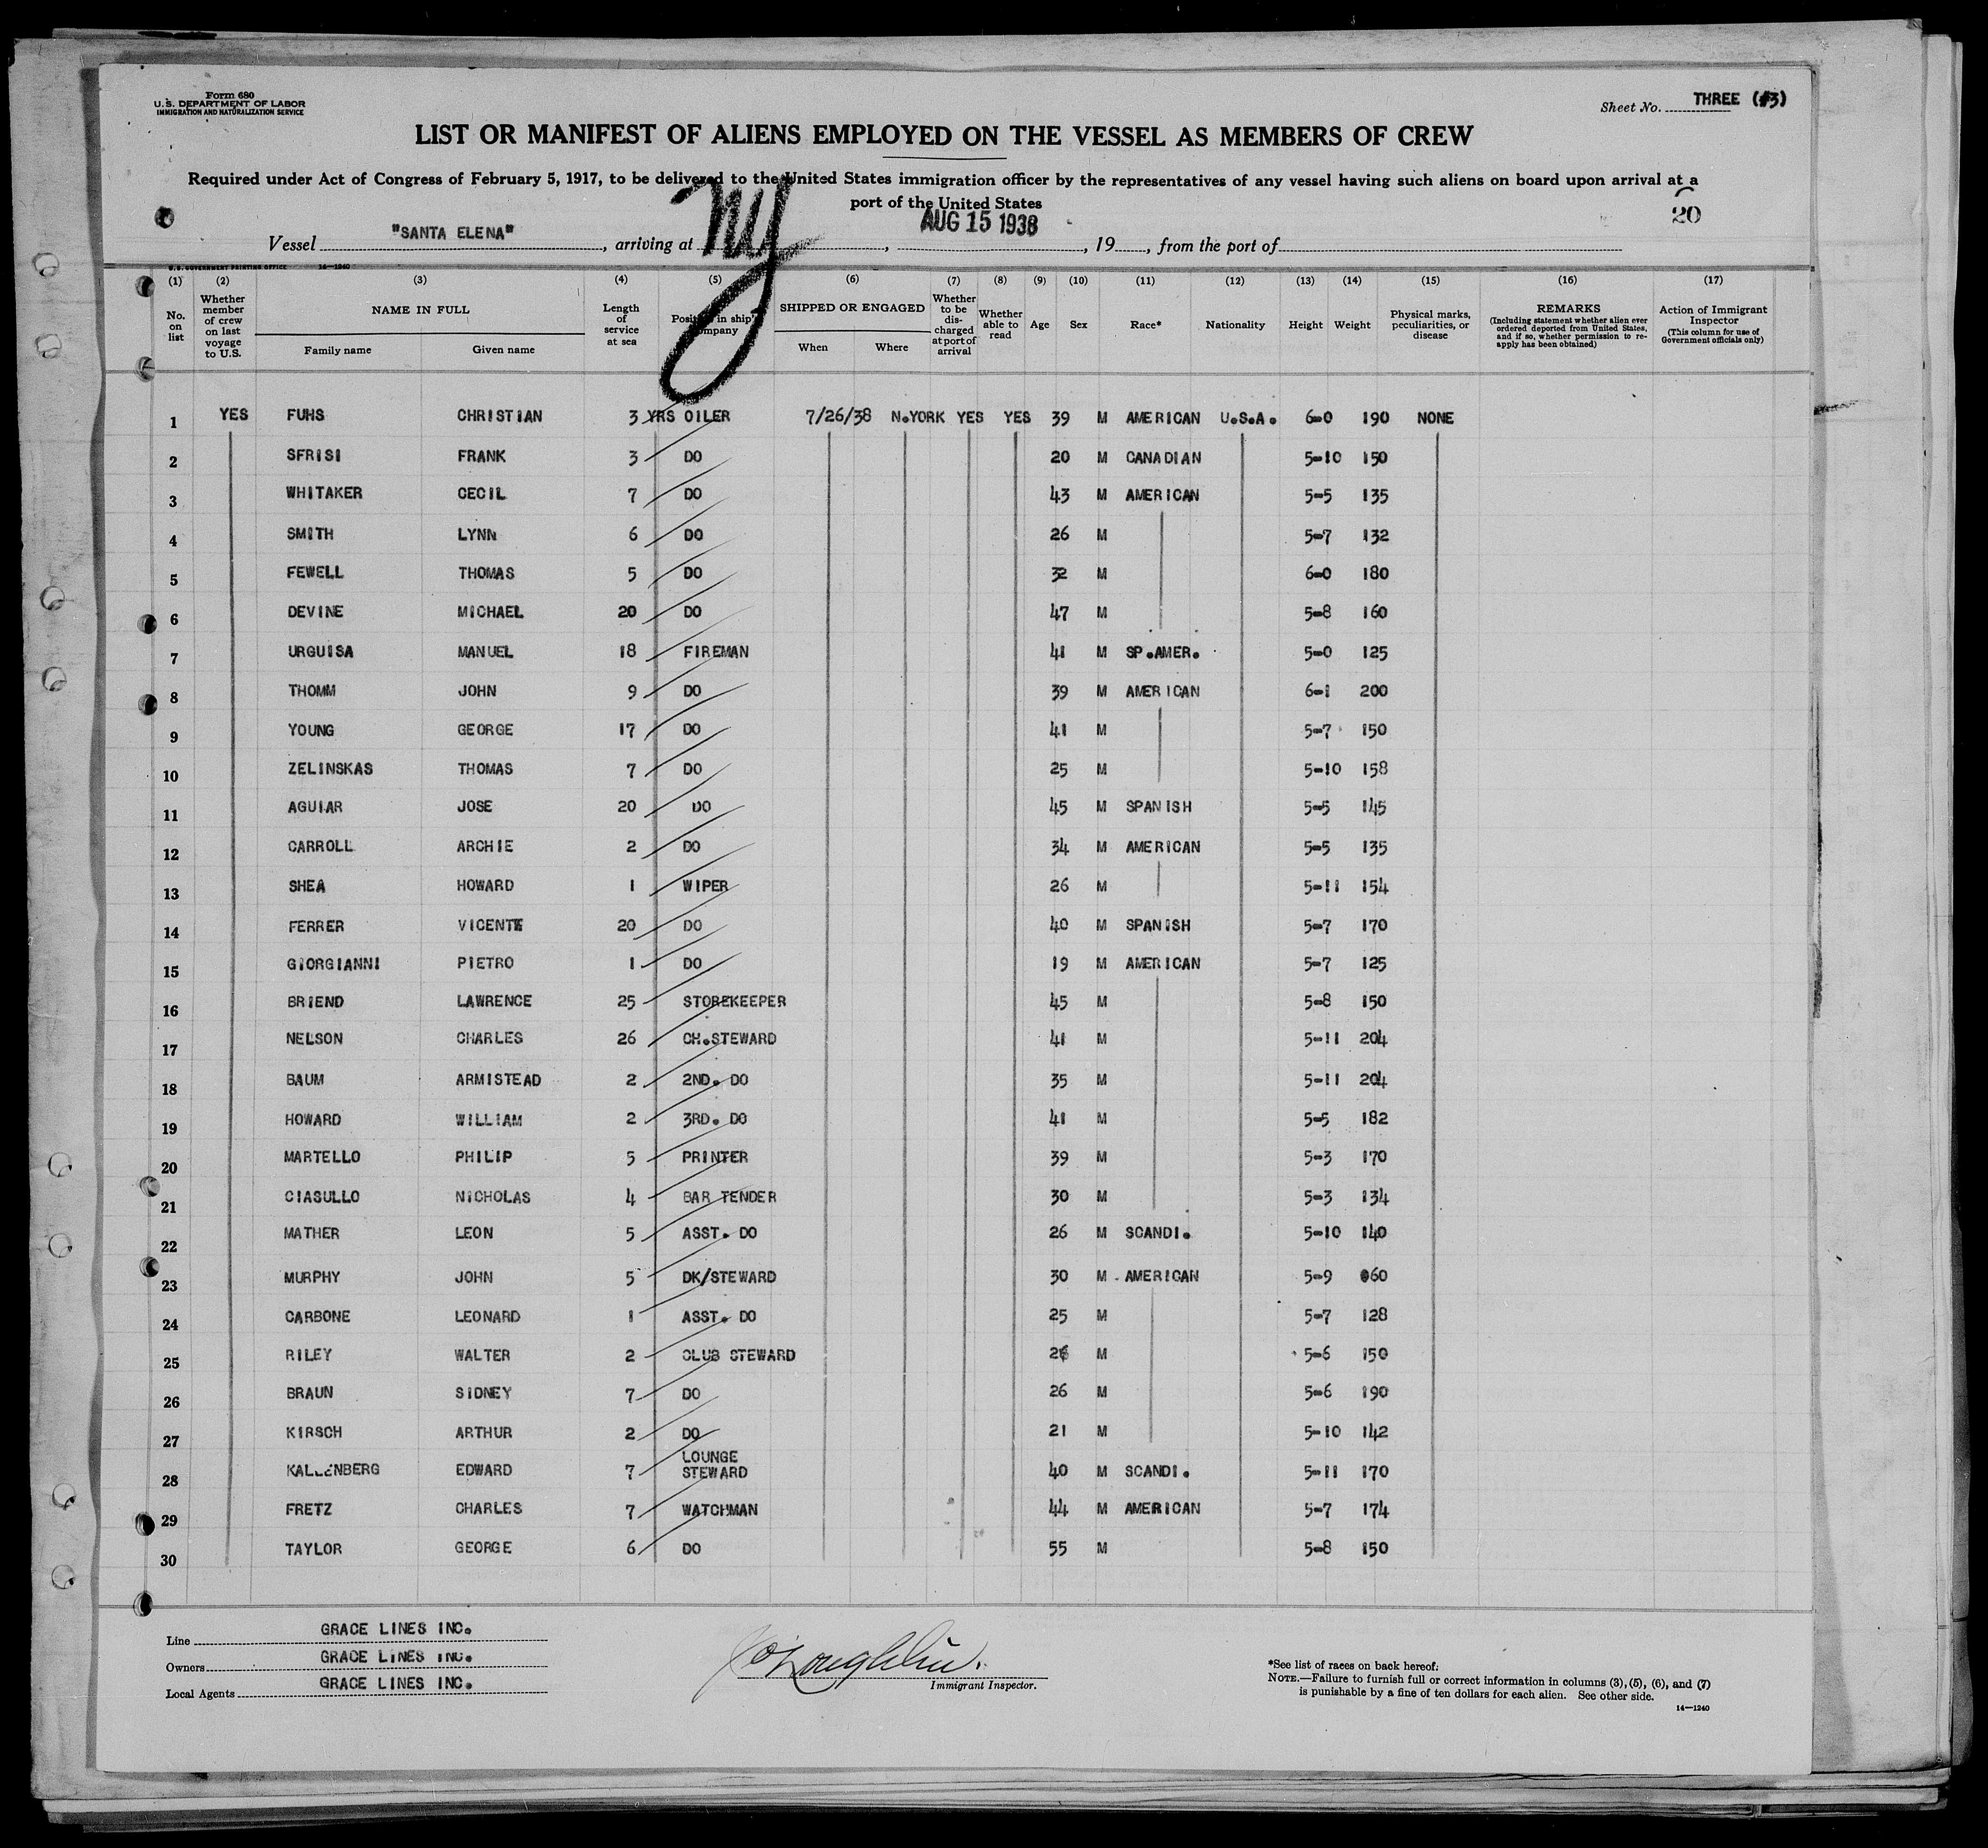 Form 680
U.S. DEPARTMENT OF LABOR
IMMIGRATION AND NATURALIZATION SERVICE
Sheet No. THREE (#3)
LIST OR MANIFEST OF ALIENS EMPLOYED ON THE VESSEL AS MEMBERS OF CREW
Required under Act of Congress of February 5, 1917, to be delivered to the United States immigration officer by the representatives of any vessel having such aliens on board upon arrival at a
port of the United States
20
Vessel "SANTA ELENA", arriving at NY, AUG 15 1938, 19, from the port of
U.S. GOVERNMENT PRINTING OFFICE 14—1240
(1) (2) (3) (4) (5) (6) (7) (8) (9) (10) (11) (12) (13) (14) (15) (16) (17)
No. on list
Whether member of crew on last voyage to U.S.
NAME IN FULL
Family name Given name
Length of service at sea
Position in ship's company
SHIPPED OR ENGAGED
When Where
Whether to be discharged at port of arrival
Whether able to read
Age
Sex
Race*
Nationality
Height
Weight
Physical marks, peculiarities, or disease
REMARKS
(Including statement whether alien ever ordered deported from United States, and if so, whether permission to reapply has been obtained)
Action of Immigrant Inspector
(This column for use of Government officials only)
1 YES FUHS CHRISTIAN 3 YRS OILER 7/26/38 N.YORK YES YES 39 M AMERICAN U.S.A. 6-0 190 NONE
2 SFRISI FRANK 3 DO 20 M CANADIAN 5-10 150
3 WHITAKER CECIL 7 DO 43 M AMERICAN 5-5 135
4 SMITH LYNN 6 DO 26 M 5-7 132
5 FEWELL THOMAS 5 DO 32 M 6-0 180
6 DEVINE MICHAEL 20 DO 47 M 5-8 160
7 URGUISA MANUEL 18 FIREMAN 41 M SP.AMER. 5-0 125
8 THOMM JOHN 9 DO 39 M AMERICAN 6-1 200
9 YOUNG GEORGE 17 DO 41 M 5-7 150
10 ZELINSKAS THOMAS 7 DO 25 M 5-10 158
11 AGUIAR JOSE 20 DO 45 M SPANISH 5-5 145
12 CARROLL ARCHIE 2 DO 34 M AMERICAN 5-5 135
13 SHEA HOWARD 1 WIPER 26 M 5-11 154
14 FERRER VICENTE 20 DO 40 M SPANISH 5-7 170
15 GIORGIANNI PIETRO 1 DO 19 M AMERICAN 5-7 125
16 BRIEND LAWRENCE 25 STOREKEEPER 45 M 5-8 150
17 NELSON CHARLES 26 CH.STEWARD 41 M 5-11 204
18 BAUM ARMISTEAD 2 2ND. DO 35 M 5-11 204
19 HOWARD WILLIAM 2 3RD. DO 41 M 5-5 182
20 MARTELLO PHILIP 5 PRINTER 39 M 5-3 170
21 CIASULLO NICHOLAS 4 BAR TENDER 30 M 5-3 134
22 MATHER LEON 5 ASST. DO 26 M SCANDI. 5-10 140
23 MURPHY JOHN 5 DK/STEWARD 30 M AMERICAN 5-9 60
24 CARBONE LEONARD 1 ASST. DO 25 M 5-7 128
25 RILEY WALTER 2 CLUB STEWARD 26 M 5-6 150
26 BRAUN SIDNEY 7 DO 26 M 5-6 190
27 KIRSCH ARTHUR 2 DO 21 M 5-10 142
28 KALLENBERG EDWARD 7 LOUNGE STEWARD 40 M SCANDI. 5-11 170
29 FRETZ CHARLES 7 WATCHMAN 44 M AMERICAN 5-7 174
30 TAYLOR GEORGE 6 DO 55 M 5-8 150
Line GRACE LINES INC.
Owners GRACE LINES INC.
Local Agents GRACE LINES INC.
O'Loughlin.
Immigrant Inspector.
*See list of races on back hereof.
NOTE.—Failure to furnish full or correct information in columns (3), (5), (6), and (7)
is punishable by a fine of ten dollars for each alien. See other side.
14—1240